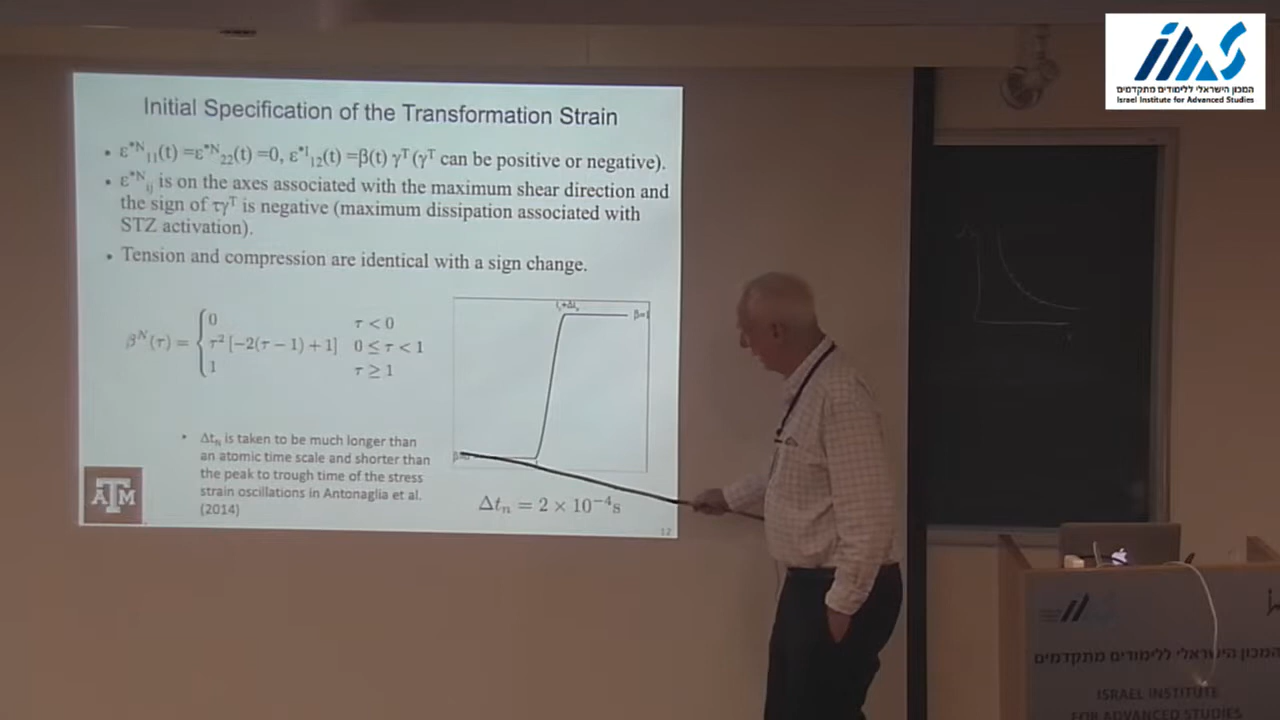 המכון הישראלי ללימודים מתקדמים
Israel Institute for Advanced Studies
Initial Specification of the Transformation Strain
• ε*ᴺ₁₁(t) =ε*ᴺ₂₂(t) =0, ε*ᴵ₁₂(t) =β(t) γᵀ (γᵀ can be positive or negative).
• ε*ᴺᵢⱼ is on the axes associated with the maximum shear direction and
the sign of τγᵀ is negative (maximum dissipation associated with
STZ activation).
• Tension and compression are identical with a sign change.
βᴺ(τ) = { 0 τ < 0
τ² [−2(τ − 1) + 1] 0 ≤ τ < 1
1 τ ≥ 1
β=1
• Δtₙ is taken to be much longer than
an atomic time scale and shorter than
the peak to trough time of the stress
strain oscillations in Antonaglia et al.
(2014)
Δtₙ = 2 × 10⁻⁴s
ATM
12
המכון הישראלי ללימודים מתקדמים
ISRAEL INSTITUTE
FOR ADVANCED STUDIES